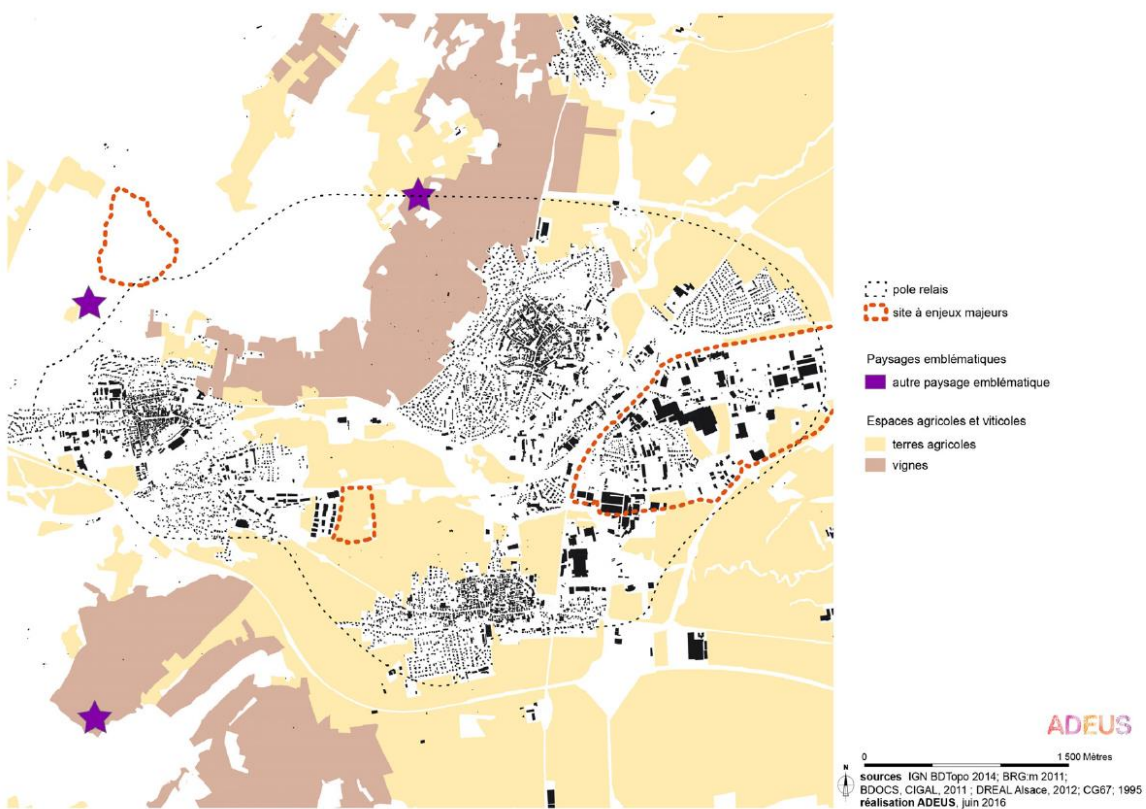 pole relais
site à enjeux majeurs
Paysages emblématiques
autre paysage emblématique
Espaces agricoles et viticoles
terres agricoles
vignes
ADEUS
0 1 500 Mètres
N
sources IGN BDTopo 2014; BRG:m 2011;
BDOCS, CIGAL, 2011 ; DREAL Alsace, 2012; CG67; 1995
réalisation ADEUS, juin 2016